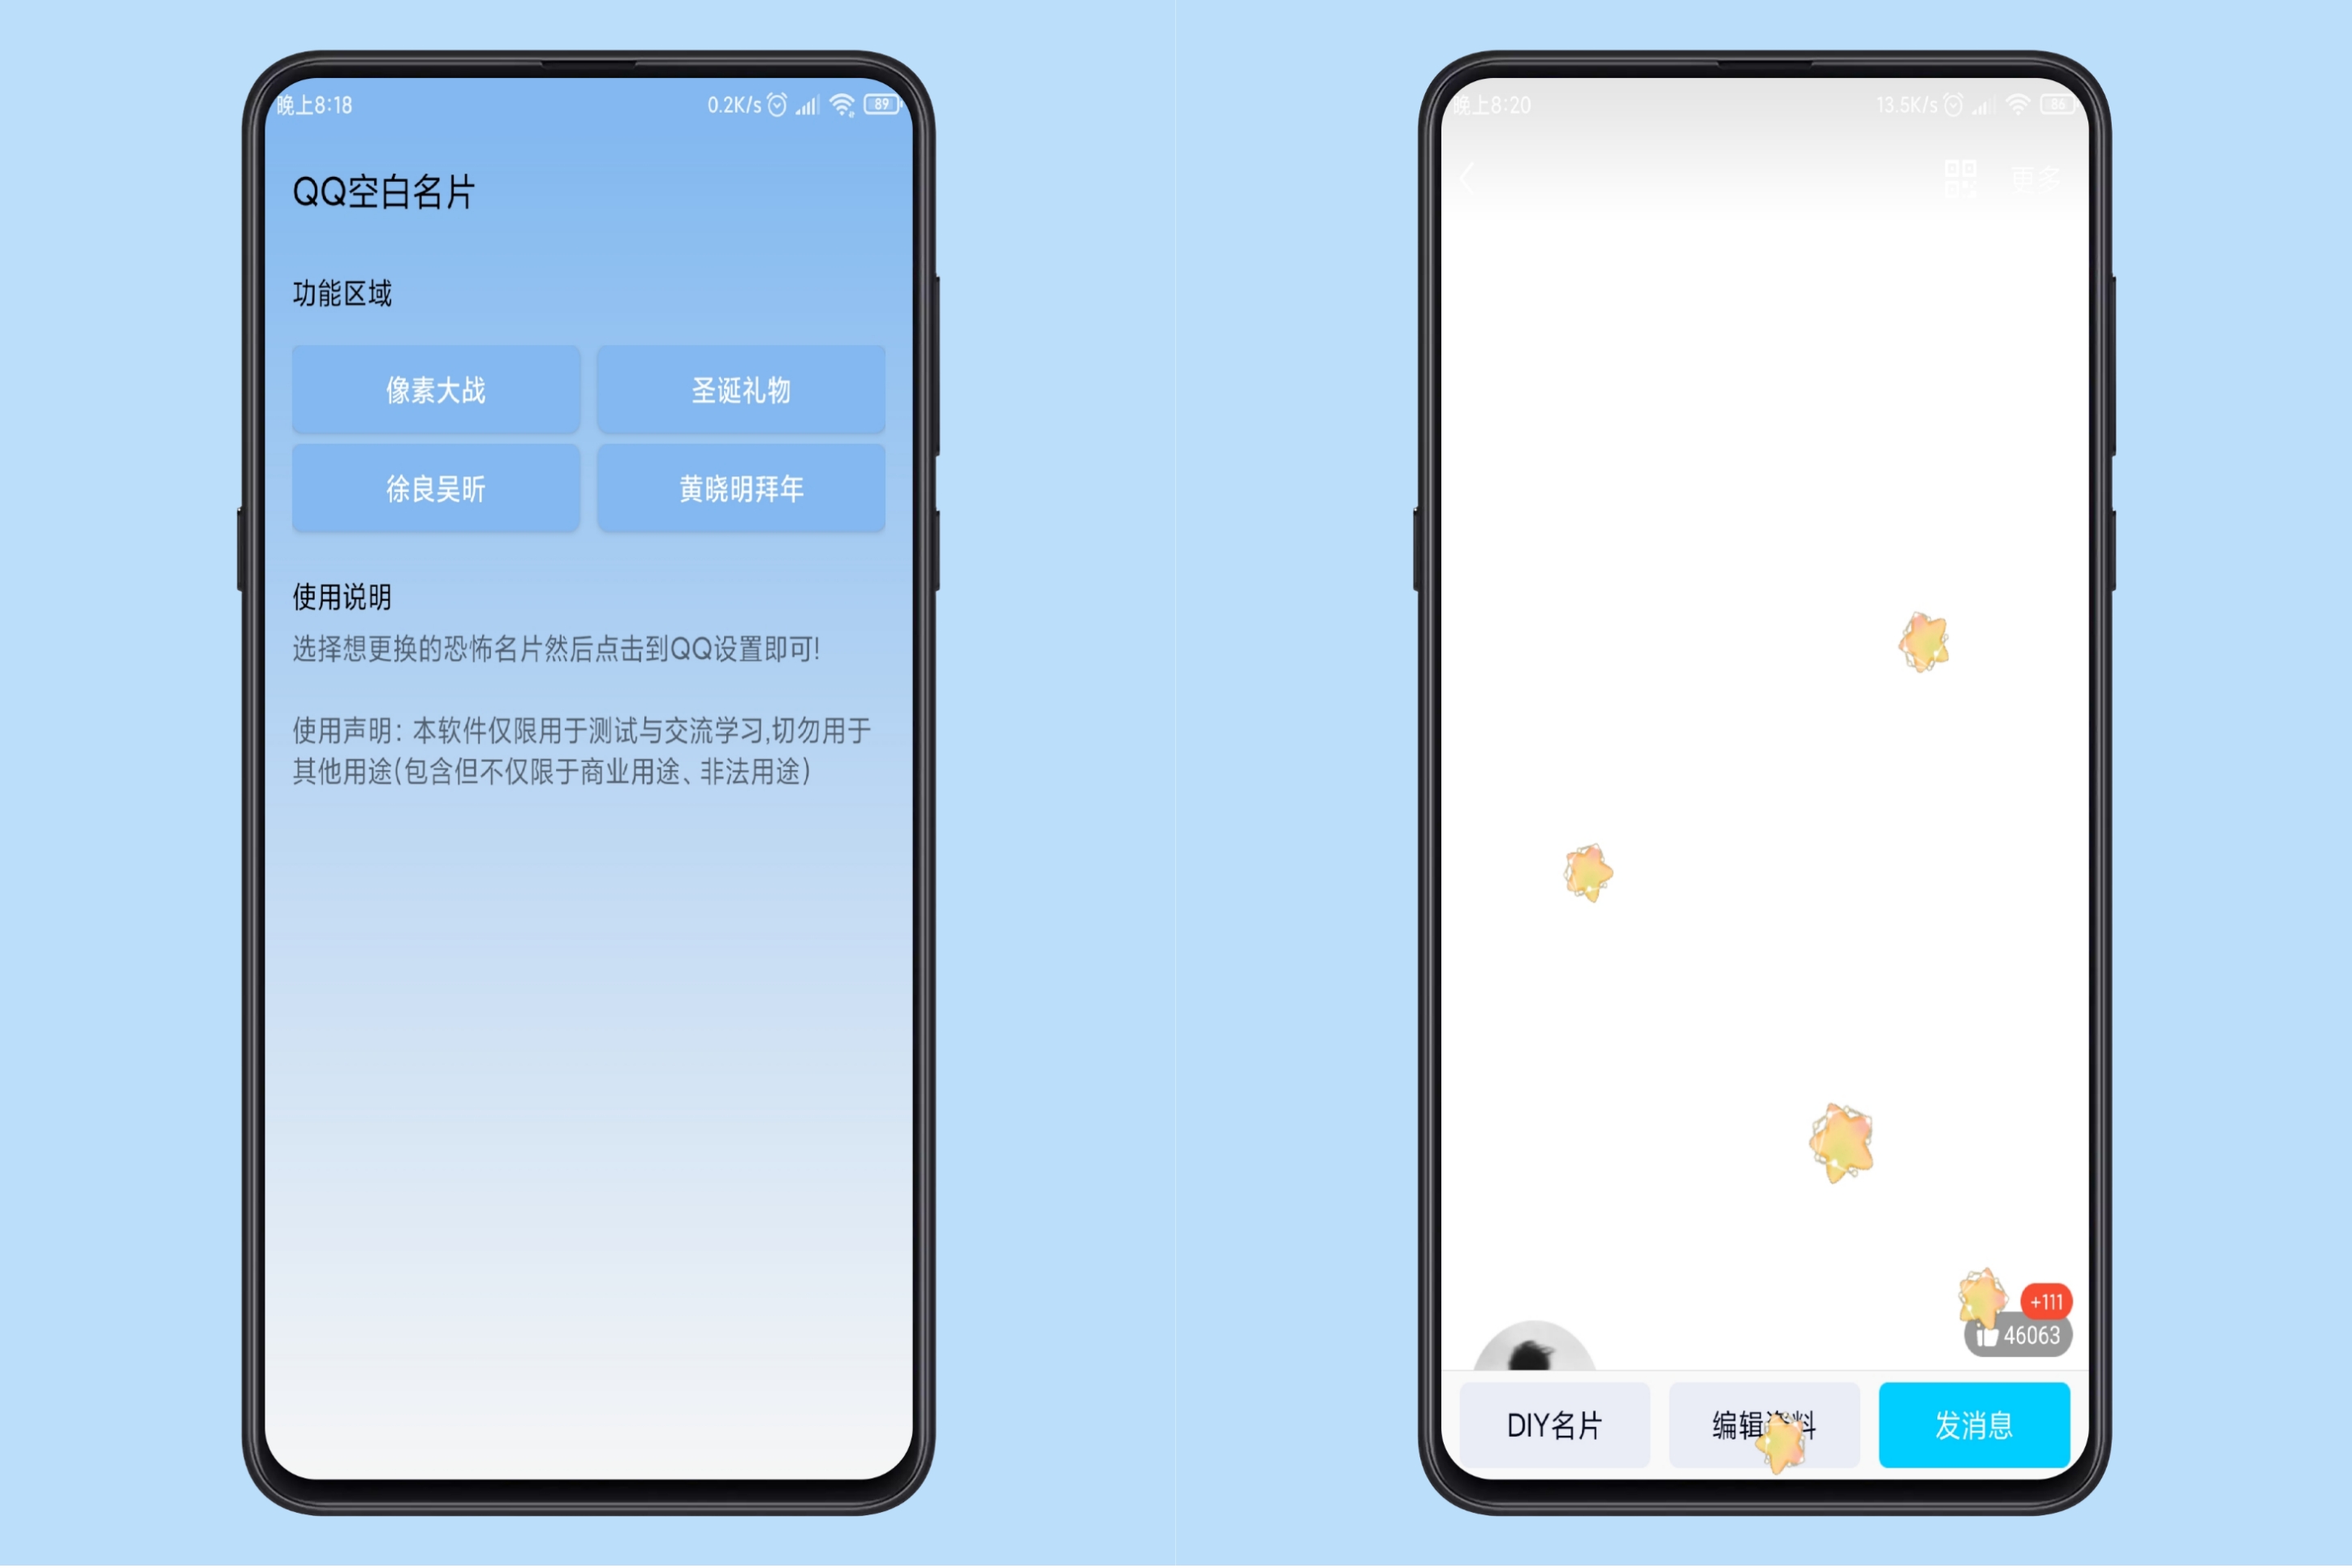 晚上8:18
0.2K/s
89
QQ空白名片
功能区域
像素大战
圣诞礼物
徐良吴昕
黄晓明拜年
使用说明
选择想更换的恐怖名片然后点击到QQ设置即可!
使用声明: 本软件仅限用于测试与交流学习,切勿用于
其他用途(包含但不仅限于商业用途、非法用途)
晚上8:20
13.5K/s
86
更多
+111
46063
DIY名片
编辑资料
发消息